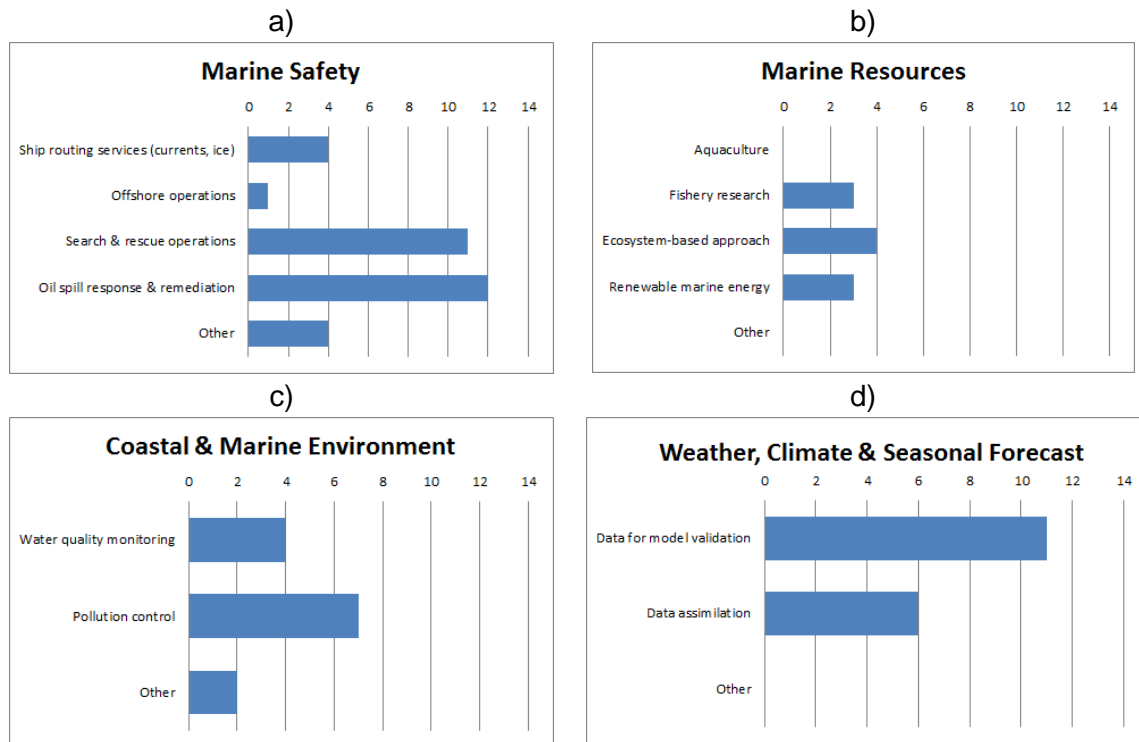 a)
Marine Safety
0 2 4 6 8 10 12 14
Ship routing services (currents, ice)
Offshore operations
Search & rescue operations
Oil spill response & remediation
Other
b)
Marine Resources
0 2 4 6 8 10 12 14
Aquaculture
Fishery research
Ecosystem-based approach
Renewable marine energy
Other
c)
Coastal & Marine Environment
0 2 4 6 8 10 12 14
Water quality monitoring
Pollution control
Other
d)
Weather, Climate & Seasonal Forecast
0 2 4 6 8 10 12 14
Data for model validation
Data assimilation
Other